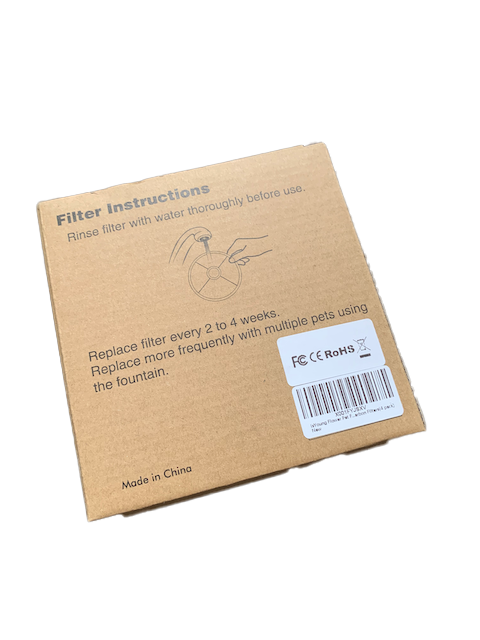 Filter Instructions
Rinse filter with water thoroughly before use.
Replace filter every 2 to 4 weeks.
Replace more frequently with multiple pets using
the fountain.
FC CE RoHS
Made in China
New